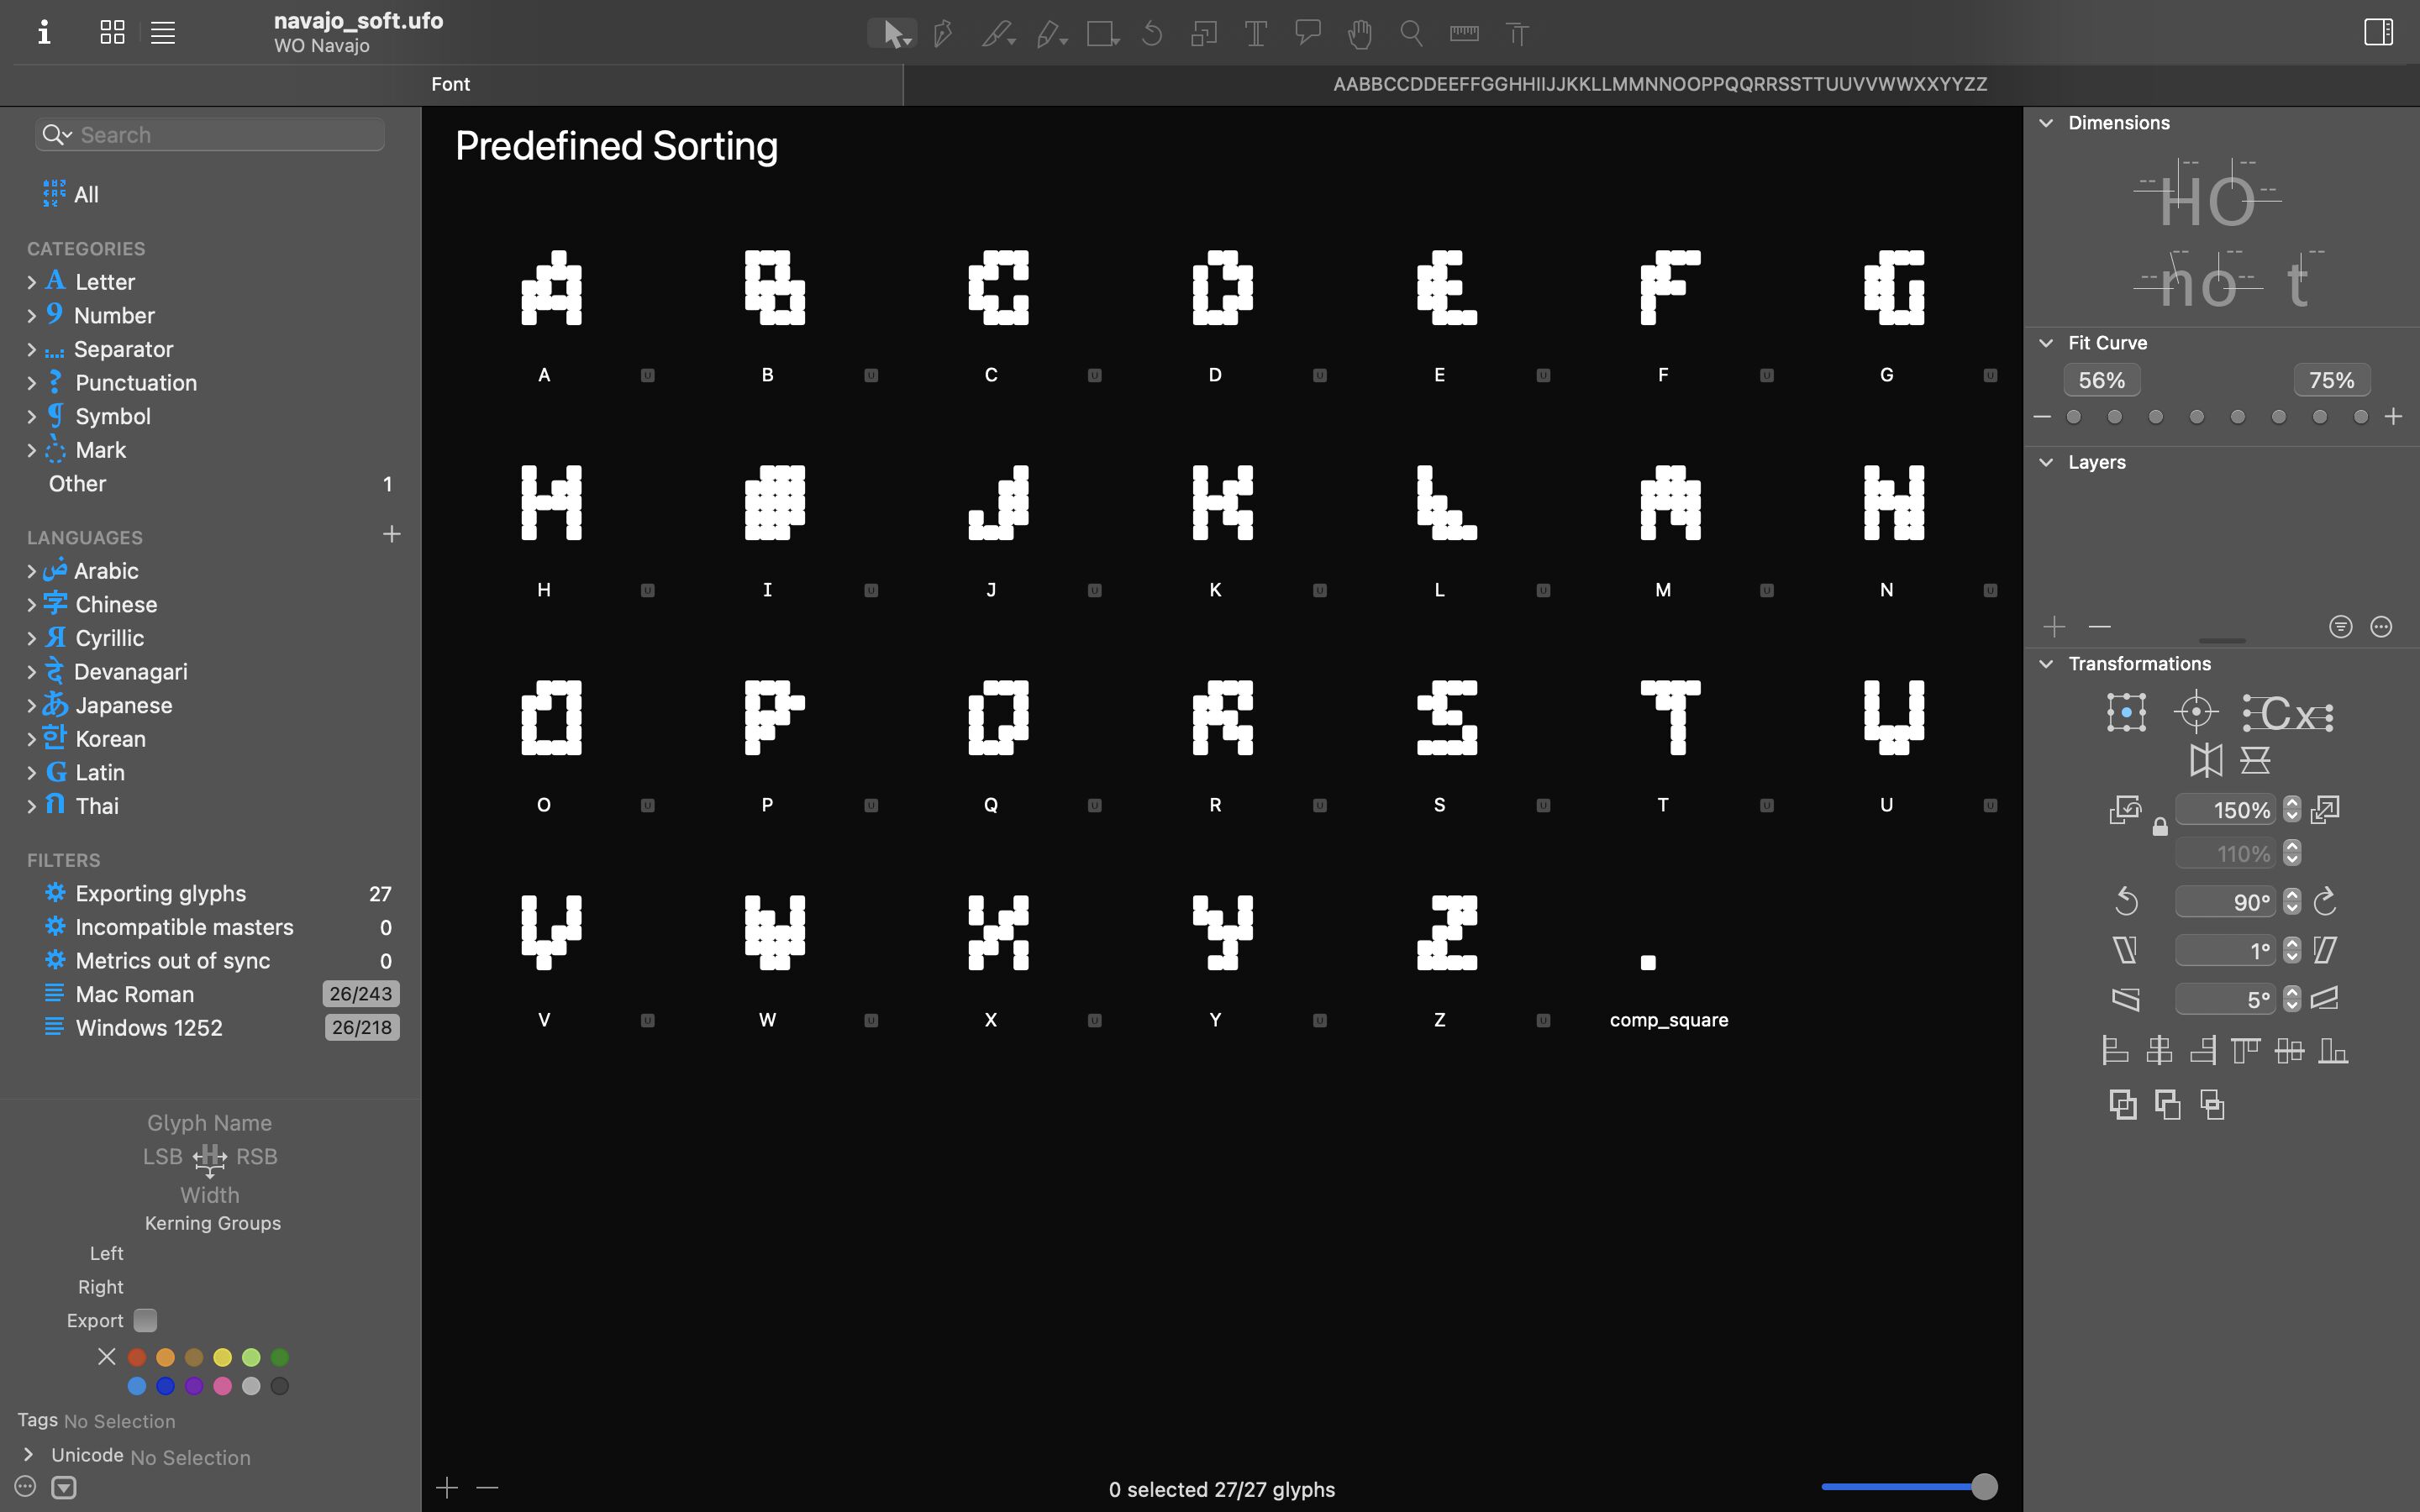 navajo_soft.ufo
WO Navajo
Font
AABBCCDDEEFFGGHHIIJJKKLLMMNNOOPPQQRRSSTTUUVVWWXXYYZZ
Search
All
CATEGORIES
Letter
Number
Separator
Punctuation
Symbol
Mark
Other 1
LANGUAGES
Arabic
Chinese
Cyrillic
Devanagari
Japanese
Korean
Latin
Thai
FILTERS
Exporting glyphs 27
Incompatible masters 0
Metrics out of sync 0
Mac Roman 26/243
Windows 1252 26/218
Glyph Name
LSB H RSB
Width
Kerning Groups
Left
Right
Export
Tags No Selection
Unicode No Selection
Predefined Sorting
A B C D E F G
A B C D E F G
H I J K L M N
H I J K L M N
O P Q R S T U
O P Q R S T U
V W X Y Z
V W X Y Z comp_square
0 selected 27/27 glyphs
Dimensions
HO
no t
Fit Curve
56% 75%
Layers
Transformations
Cx
150%
110%
90°
1°
5°